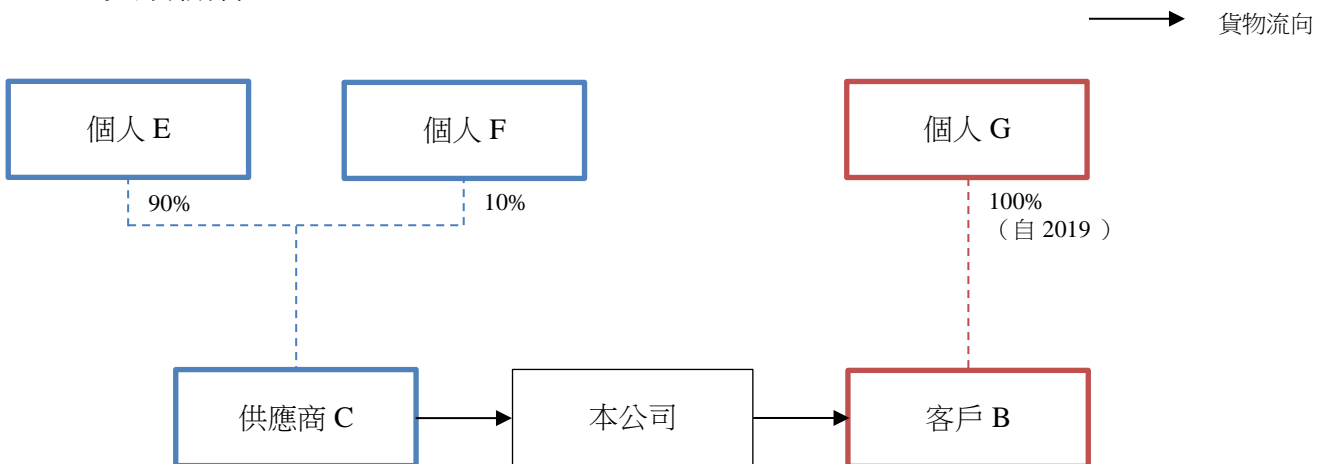 貨物流向
個人 E
個人 F
個人 G
90%
10%
100%
（自 2019 ）
供應商 C
本公司
客戶 B